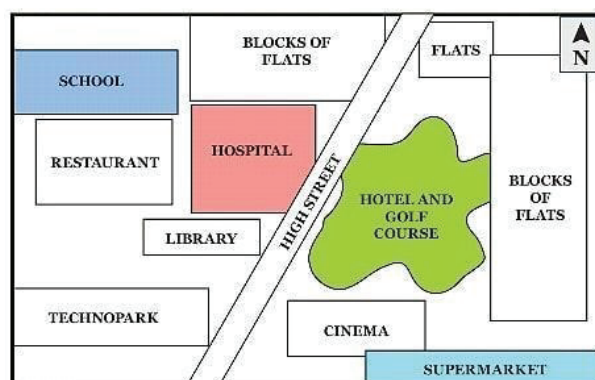 BLOCKS OF
FLATS
FLATS
N
SCHOOL
RESTAURANT
HOSPITAL
HIGH STREET
HOTEL AND
GOLF
COURSE
BLOCKS
OF
FLATS
LIBRARY
TECHNOPARK
CINEMA
SUPERMARKET